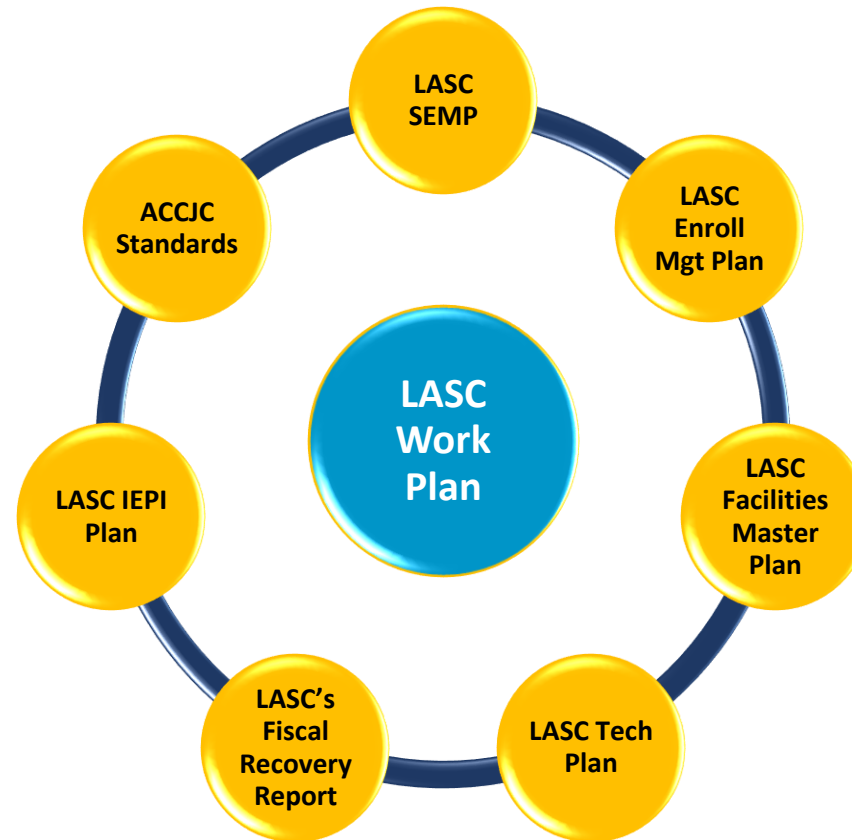 LASC
SEMP
LASC
Enroll
Mgt Plan
LASC
Facilities
Master
Plan
LASC Tech
Plan
LASC’s
Fiscal
Recovery
Report
LASC IEPI
Plan
ACCJC
Standards
LASC
Work
Plan